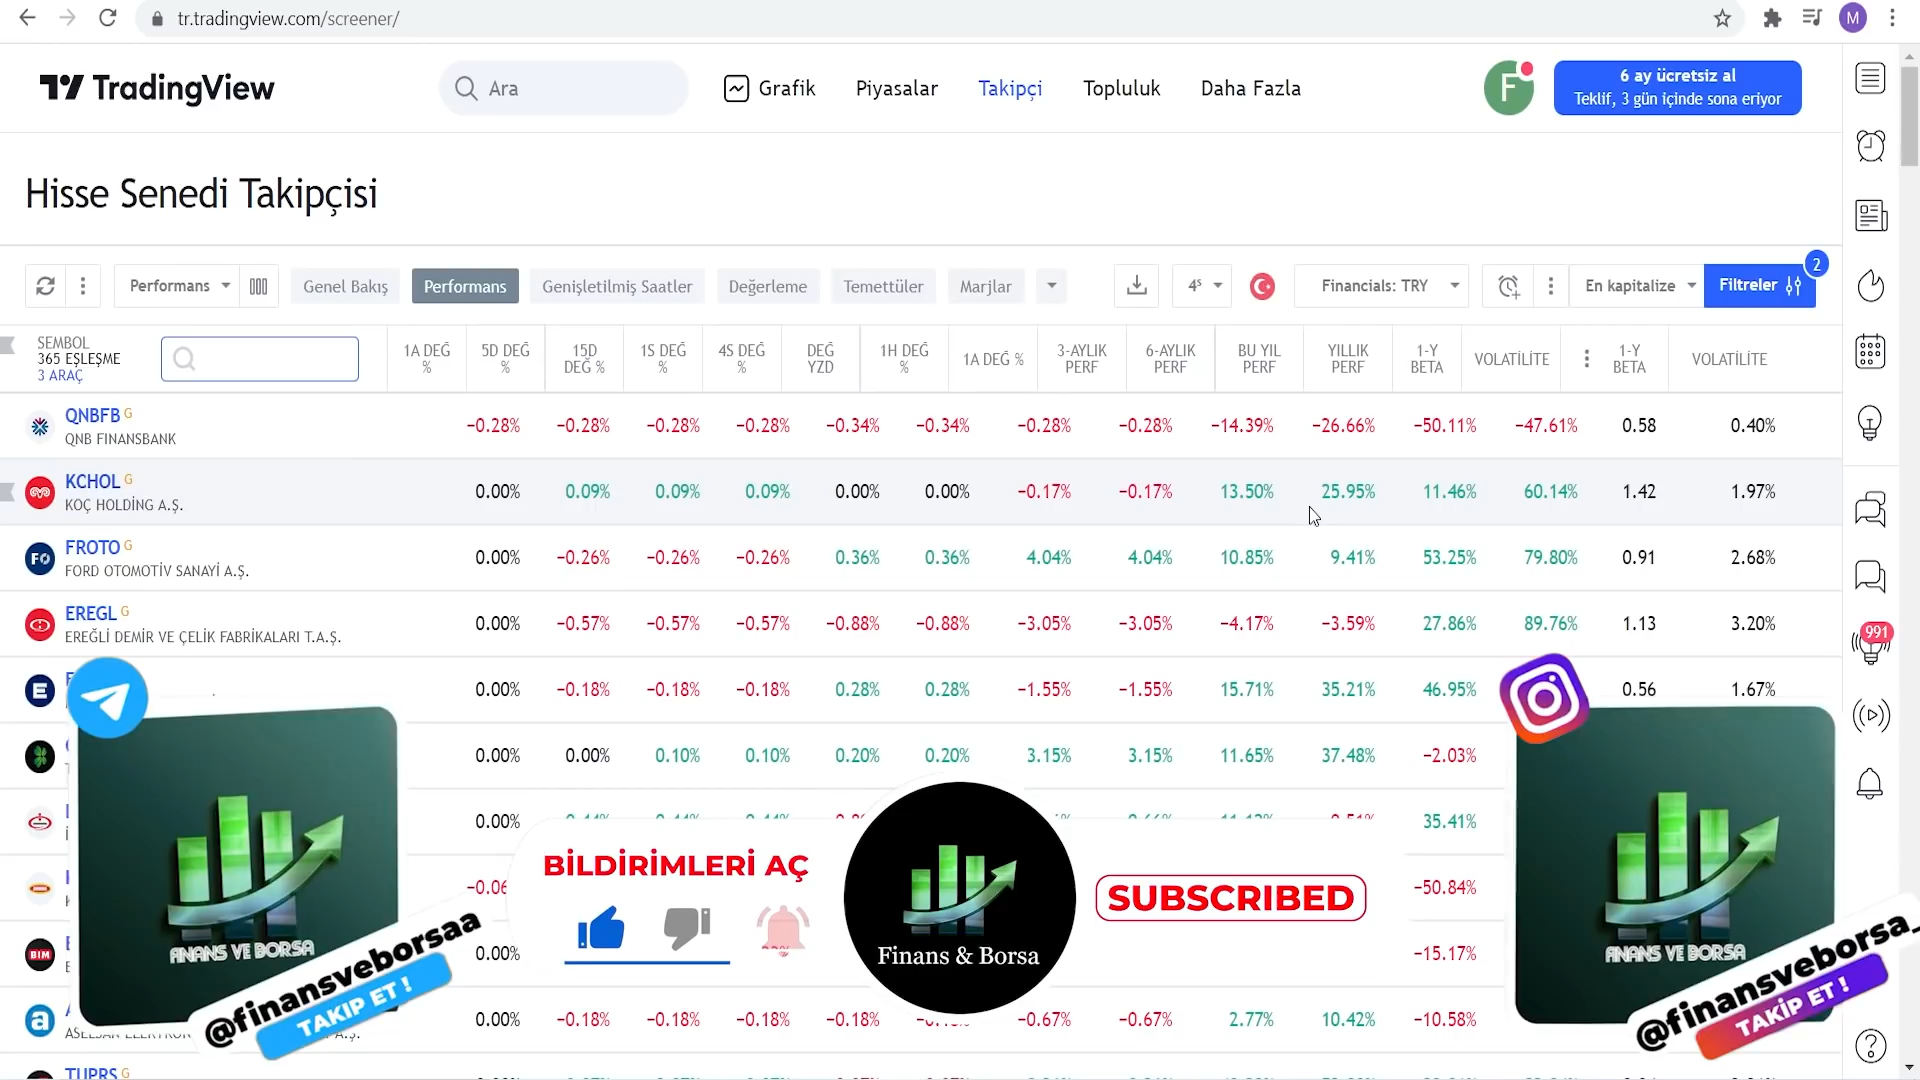 tr.tradingview.com/screener/
M
TradingView
Ara
Grafik
Piyasalar
Takipçi
Topluluk
Daha Fazla
F
6 ay ücretsiz al
Teklif, 3 gün içinde sona eriyor
Hisse Senedi Takipçisi
2
Performans
Genel Bakış
Performans
Genişletilmiş Saatler
Değerleme
Temettüler
Marjlar
4ˢ
Financials: TRY
En kapitalize
Filtreler
SEMBOL
365 EŞLEŞME
3 ARAÇ
1A DEĞ %
5D DEĞ %
15D DEĞ %
1S DEĞ %
4S DEĞ %
DEĞ YZD
1H DEĞ %
1A DEĞ %
3-AYLIK PERF
6-AYLIK PERF
BU YIL PERF
YILLIK PERF
1-Y BETA
VOLATİLİTE
1-Y BETA
VOLATİLİTE
QNBFB G
QNB FINANSBANK
−0.28% −0.28% −0.28% −0.28% −0.34% −0.34% −0.28% −0.28% −14.39% −26.66% −50.11% −47.61% 0.58 0.40%
KCHOL G
KOÇ HOLDİNG A.Ş.
0.00% 0.09% 0.09% 0.09% 0.00% 0.00% −0.17% −0.17% 13.50% 25.95% 11.46% 60.14% 1.42 1.97%
FROTO G
FORD OTOMOTİV SANAYİ A.Ş.
0.00% −0.26% −0.26% −0.26% 0.36% 0.36% 4.04% 4.04% 10.85% 9.41% 53.25% 79.80% 0.91 2.68%
EREGL G
EREĞLİ DEMİR VE ÇELİK FABRİKALARI T.A.Ş.
0.00% −0.57% −0.57% −0.57% −0.88% −0.88% −3.05% −3.05% −4.17% −3.59% 27.86% 89.76% 1.13 3.20%
991
0.00% −0.18% −0.18% −0.18% 0.28% 0.28% −1.55% −1.55% 15.71% 35.21% 46.95% 0.56 1.67%
0.00% 0.00% 0.10% 0.10% 0.20% 0.20% 3.15% 3.15% 11.65% 37.48% −2.03%
0.00% 35.41%
−50.84%
BIM
0.00% −15.17%
0.00% −0.18% −0.18% −0.18% −0.18% −0.67% −0.67% 2.77% 10.42% −10.58%
TUPRS G
BİLDİRİMLERİ AÇ
Finans & Borsa
SUBSCRIBED
FINANS VE BORSA
@finansveborsaa
TAKIP ET !
FINANS VE BORSA
@finansveborsa_
TAKİP ET !